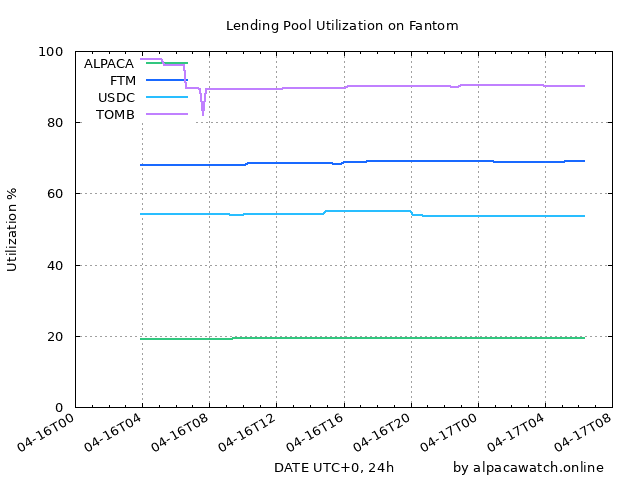 Lending Pool Utilization on Fantom
100
80
60
40
20
0
Utilization %
ALPACA
FTM
USDC
TOMB
04-16T00
04-16T04
04-16T08
04-16T12
04-16T16
04-16T20
04-17T00
04-17T04
04-17T08
DATE UTC+0, 24h
by alpacawatch.online